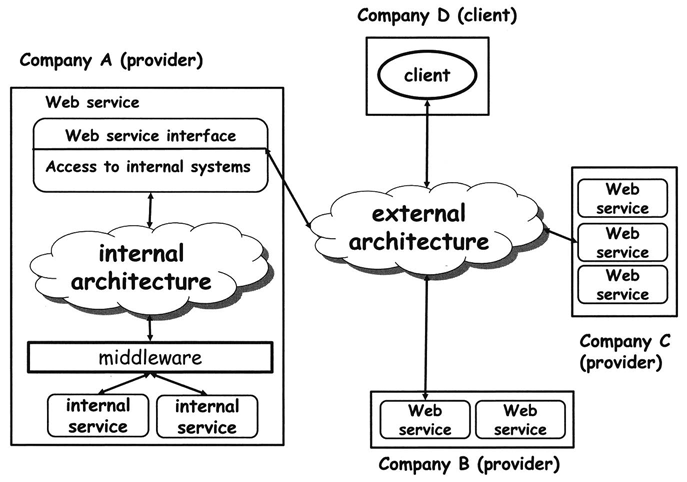 Company D (client)
client
Company A (provider)
Web service
Web service interface
Access to internal systems
internal
architecture
middleware
internal
service
internal
service
external
architecture
Web
service
Web
service
Web
service
Company C
(provider)
Web
service
Web
service
Company B (provider)